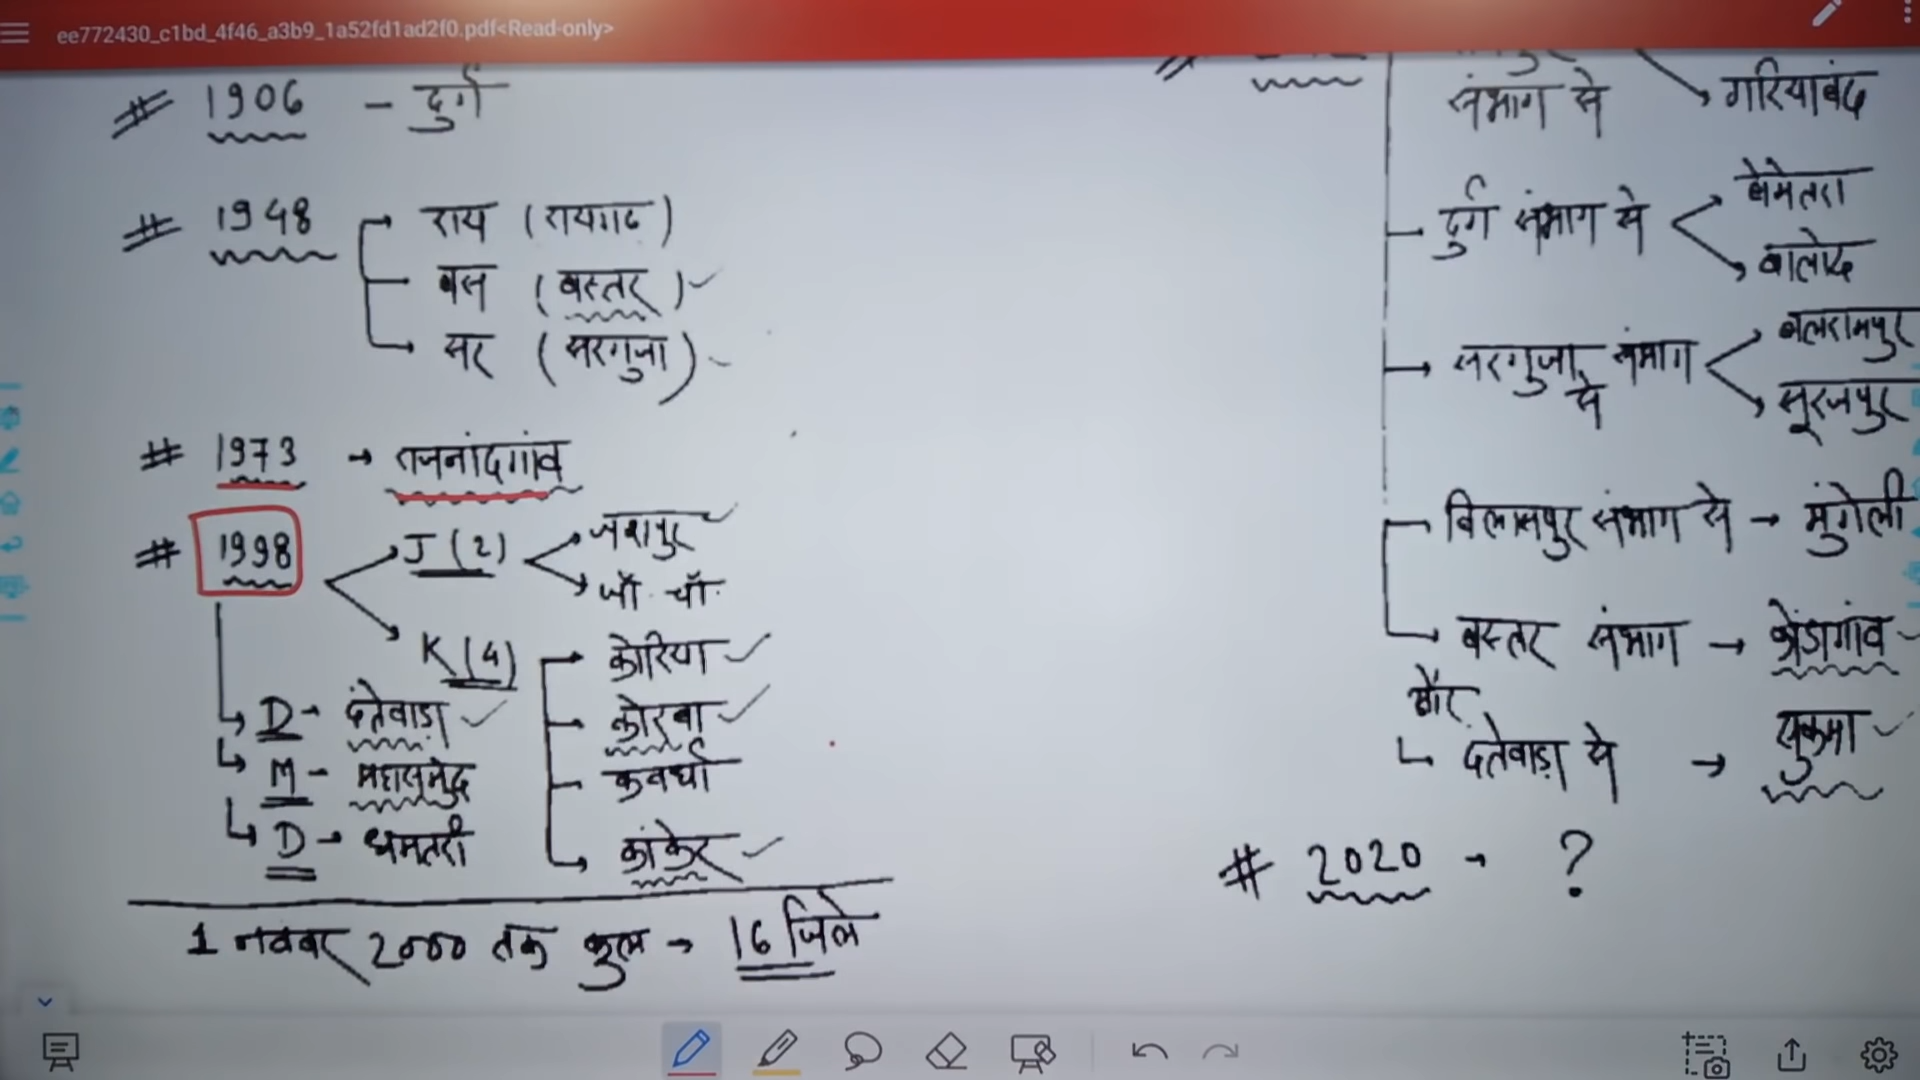 ee772430_c1bd_4f46_a3b9_1a52fd1ad2f0.pdf<Read-only>
# 1906 - दुर्ग
# 1948
राय (रायगढ)
बस (बस्तर)
सर (सरगुजा)
# 1973 → राजनांदगांव
# 1998
J (2)
जशपुर
जाँ. चाँ.
K (4)
कोरिया
कोरबा
कवर्धा
कांकेर
D - दंतेवाड़ा
M - महासमुंद
D - धमतरी
1 नवंबर 2000 तक कुल → 16 जिले
संभाग से
गरियाबंद
दुर्ग संभाग से
बेमेतरा
बालोद
सरगुजा संभाग से
बलरामपुर
सूरजपुर
बिलासपुर संभाग से → मुंगेली
बस्तर संभाग → कोंडागांव
और
दंतेवाड़ा से → सुकमा
# 2020 → ?